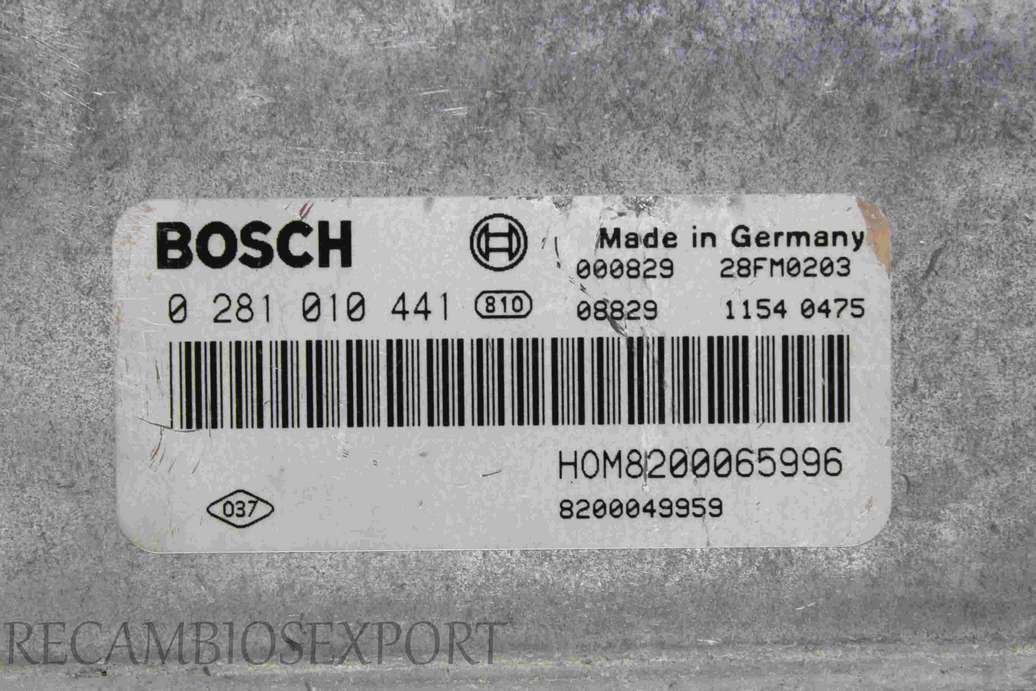 BOSCH
Made in Germany
000829 28FM0203
0 281 010 441 810
08829 1154 0475
HOM8200065996
037
8200049959
RECAMBIOSEXPORT